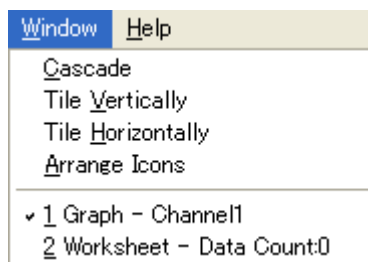 Window Help
Cascade
Tile Vertically
Tile Horizontally
Arrange Icons
1 Graph - Channel1
2 Worksheet - Data Count:0